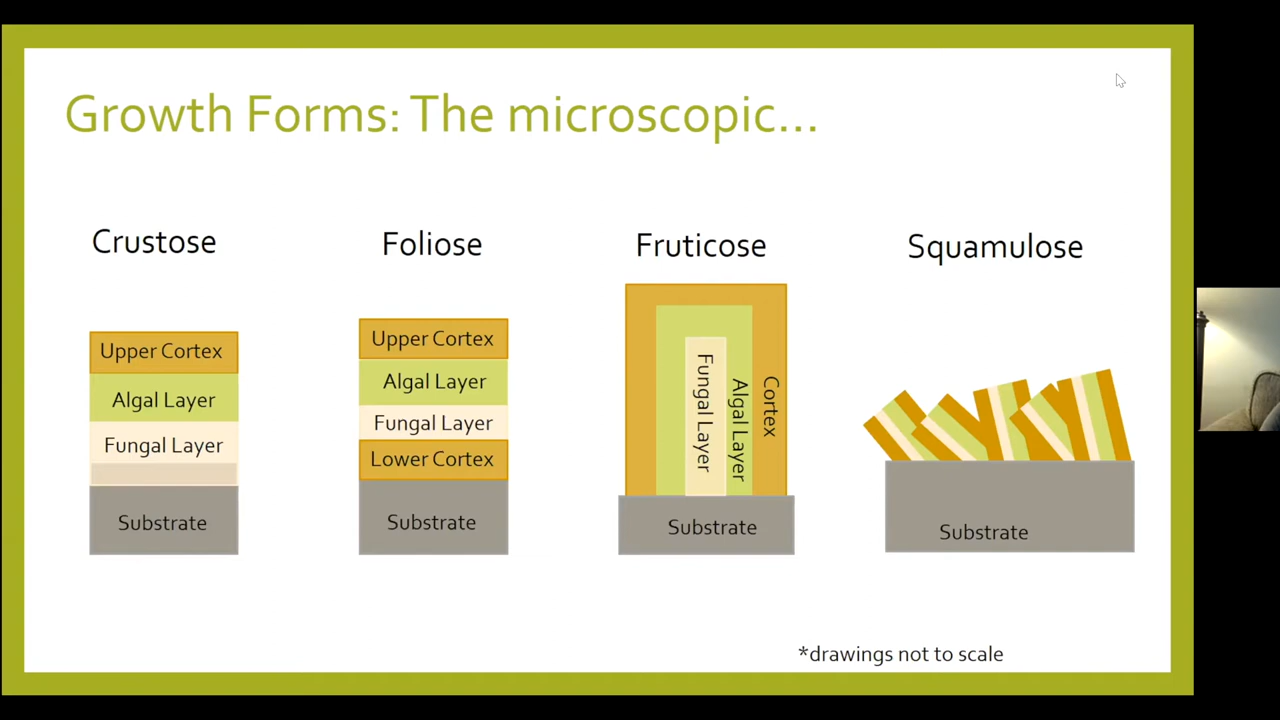 Growth Forms: The microscopic...
Crustose
Foliose
Fruticose
Squamulose
Upper Cortex
Algal Layer
Fungal Layer
Substrate
Upper Cortex
Algal Layer
Fungal Layer
Lower Cortex
Substrate
Fungal Layer
Algal Layer
Cortex
Substrate
Substrate
*drawings not to scale